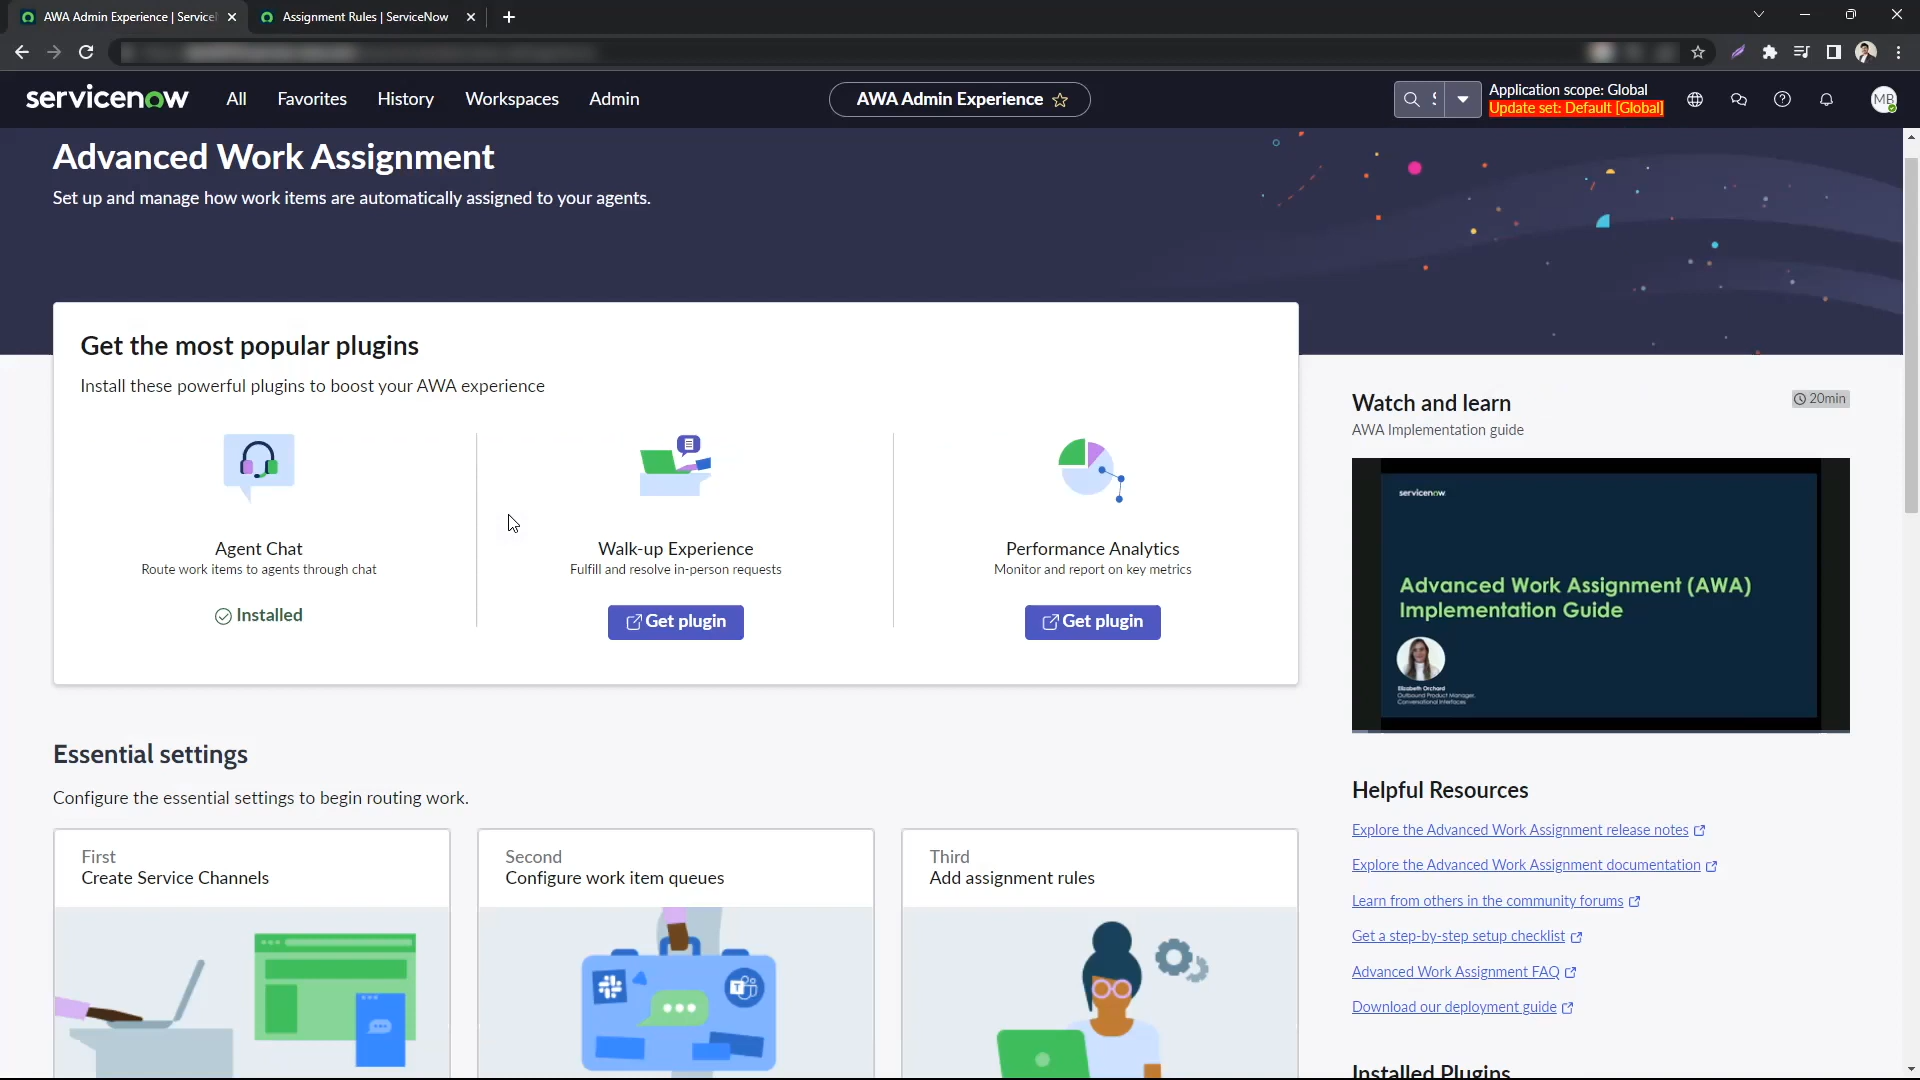 AWA Admin Experience | Service
Assignment Rules | ServiceNow
servicenow
All
Favorites
History
Workspaces
Admin
AWA Admin Experience
Application scope: Global
Update set: Default [Global]
MB
Advanced Work Assignment
Set up and manage how work items are automatically assigned to your agents.
Get the most popular plugins
Install these powerful plugins to boost your AWA experience
Agent Chat
Route work items to agents through chat
Installed
Walk-up Experience
Fulfill and resolve in-person requests
Get plugin
Performance Analytics
Monitor and report on key metrics
Get plugin
Watch and learn
20min
AWA Implementation guide
servicenow
Advanced Work Assignment (AWA)
Implementation Guide
Elizabeth Orchard
Outbound Product Manager,
Conversational Interfaces
Essential settings
Configure the essential settings to begin routing work.
First
Create Service Channels
Second
Configure work item queues
Third
Add assignment rules
Helpful Resources
Explore the Advanced Work Assignment release notes
Explore the Advanced Work Assignment documentation
Learn from others in the community forums
Get a step-by-step setup checklist
Advanced Work Assignment FAQ
Download our deployment guide
Installed Plugins